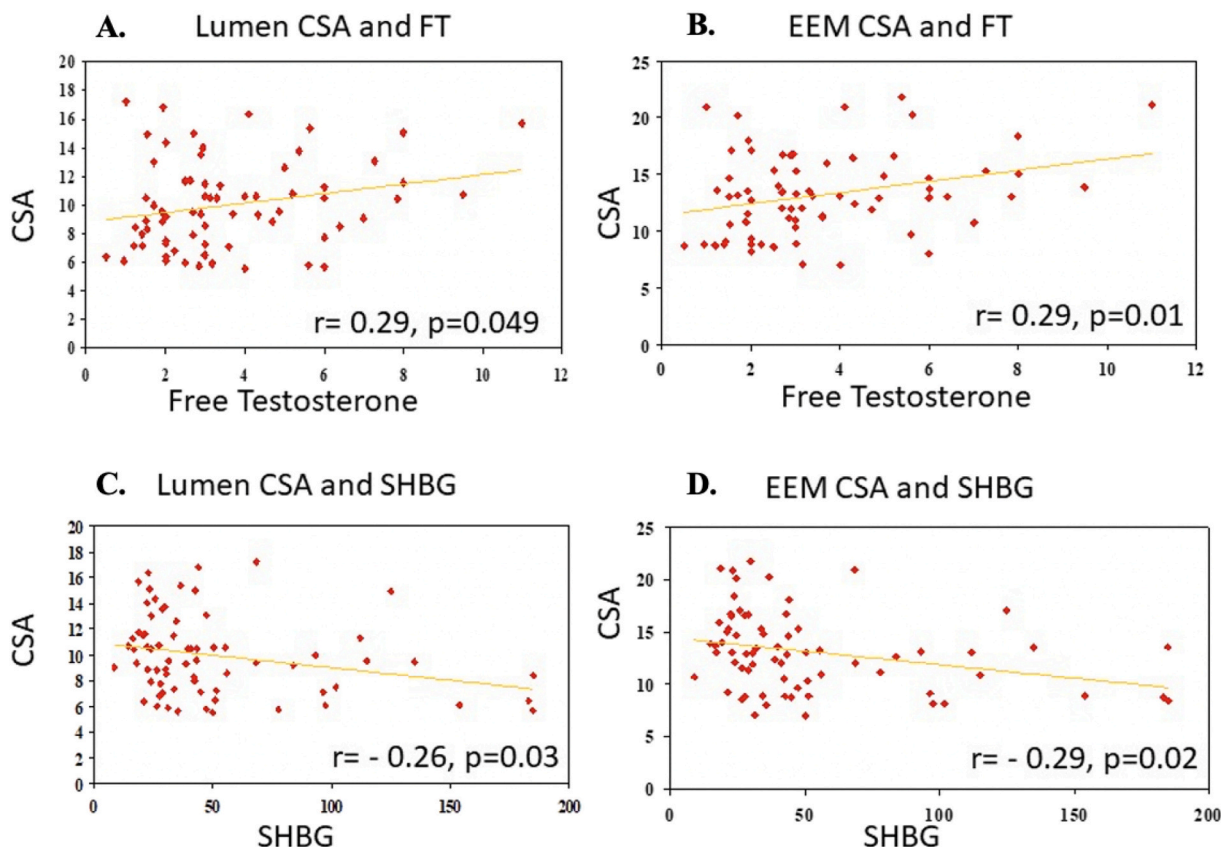 A. Lumen CSA and FT
CSA
20
18
16
14
12
10
8
6
4
2
0
0 2 4 6 8 10 12
r= 0.29, p=0.049
Free Testosterone
B. EEM CSA and FT
CSA
25
20
15
10
5
0
0 2 4 6 8 10 12
r= 0.29, p=0.01
Free Testosterone
C. Lumen CSA and SHBG
CSA
20
18
16
14
12
10
8
6
4
2
0
0 50 100 150 200
r= - 0.26, p=0.03
SHBG
D. EEM CSA and SHBG
CSA
25
20
15
10
5
0
0 50 100 150 200
r= - 0.29, p=0.02
SHBG